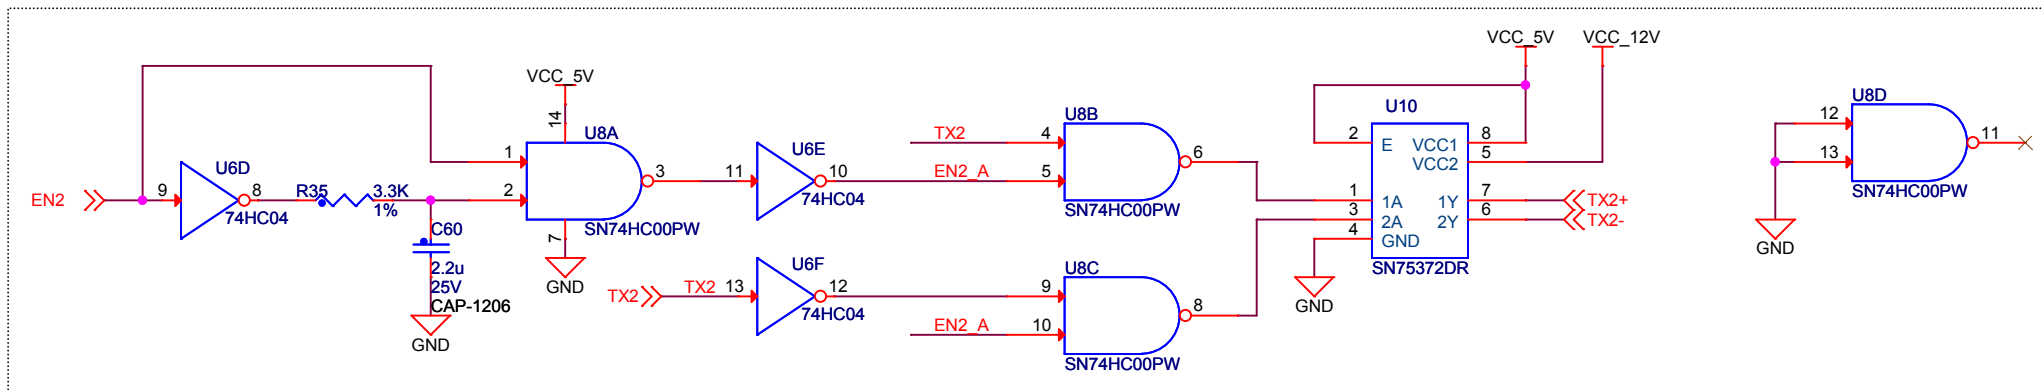 EN2
9
U6D
8
74HC04
R35
3.3K
1%
C60
2.2u
25V
CAP-1206
GND
VCC_5V
14
U8A
1
2
3
7
SN74HC00PW
GND
11
U6E
10
74HC04
TX2
TX2
13
U6F
12
74HC04
TX2
4
EN2_A
5
U8B
6
SN74HC00PW
U8C
9
EN2_A
10
8
SN74HC00PW
VCC_5V
VCC_12V
U10
2
E
VCC1
8
VCC2
5
1
1A
1Y
7
TX2+
3
2A
2Y
6
TX2-
4
GND
SN75372DR
GND
U8D
12
13
11
SN74HC00PW
GND